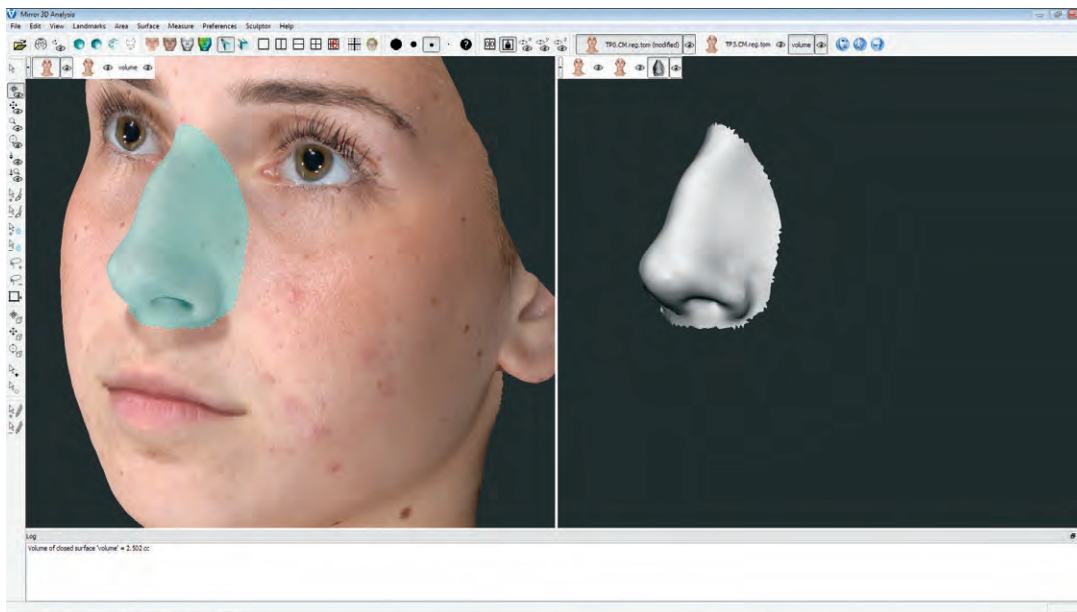 Mirror 3D Analysis
File Edit View Landmarks Area Surface Measure Preferences Sculptor Help
TP0.CM.reg.tom (modified) TP3.CM.reg.tom volume
volume
Log
Volume of closed surface 'volume' = 2.502 cc